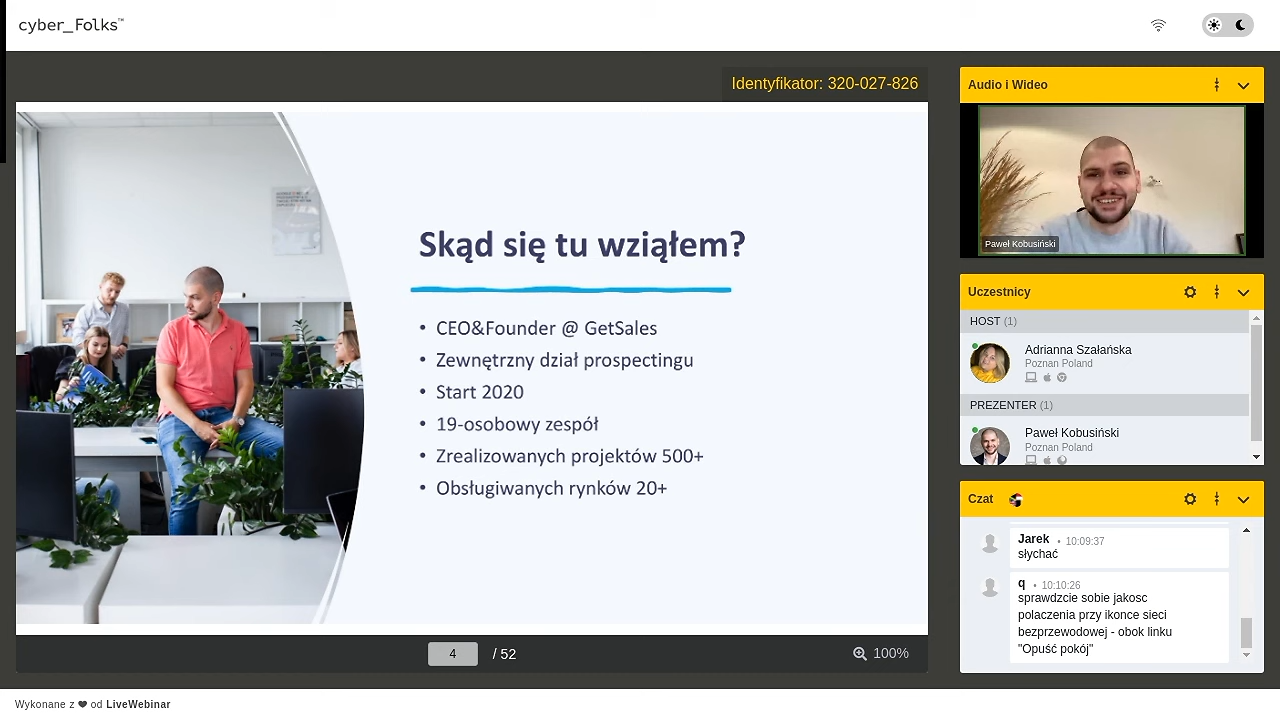 cyber_Folks™
Identyfikator: 320-027-826
Skąd się tu wziąłem?
• CEO&Founder @ GetSales
• Zewnętrzny dział prospectingu
• Start 2020
• 19-osobowy zespół
• Zrealizowanych projektów 500+
• Obsługiwanych rynków 20+
4 / 52
100%
Audio i Wideo
Paweł Kobusiński
Uczestnicy
HOST (1)
Adrianna Szałańska
Poznan Poland
PREZENTER (1)
Paweł Kobusiński
Poznan Poland
Czat
Jarek • 10:09:37
słychać
q • 10:10:26
sprawdzcie sobie jakosc
polaczenia przy ikonce sieci
bezprzewodowej - obok linku
"Opuść pokój"
Wykonane z ❤ od LiveWebinar